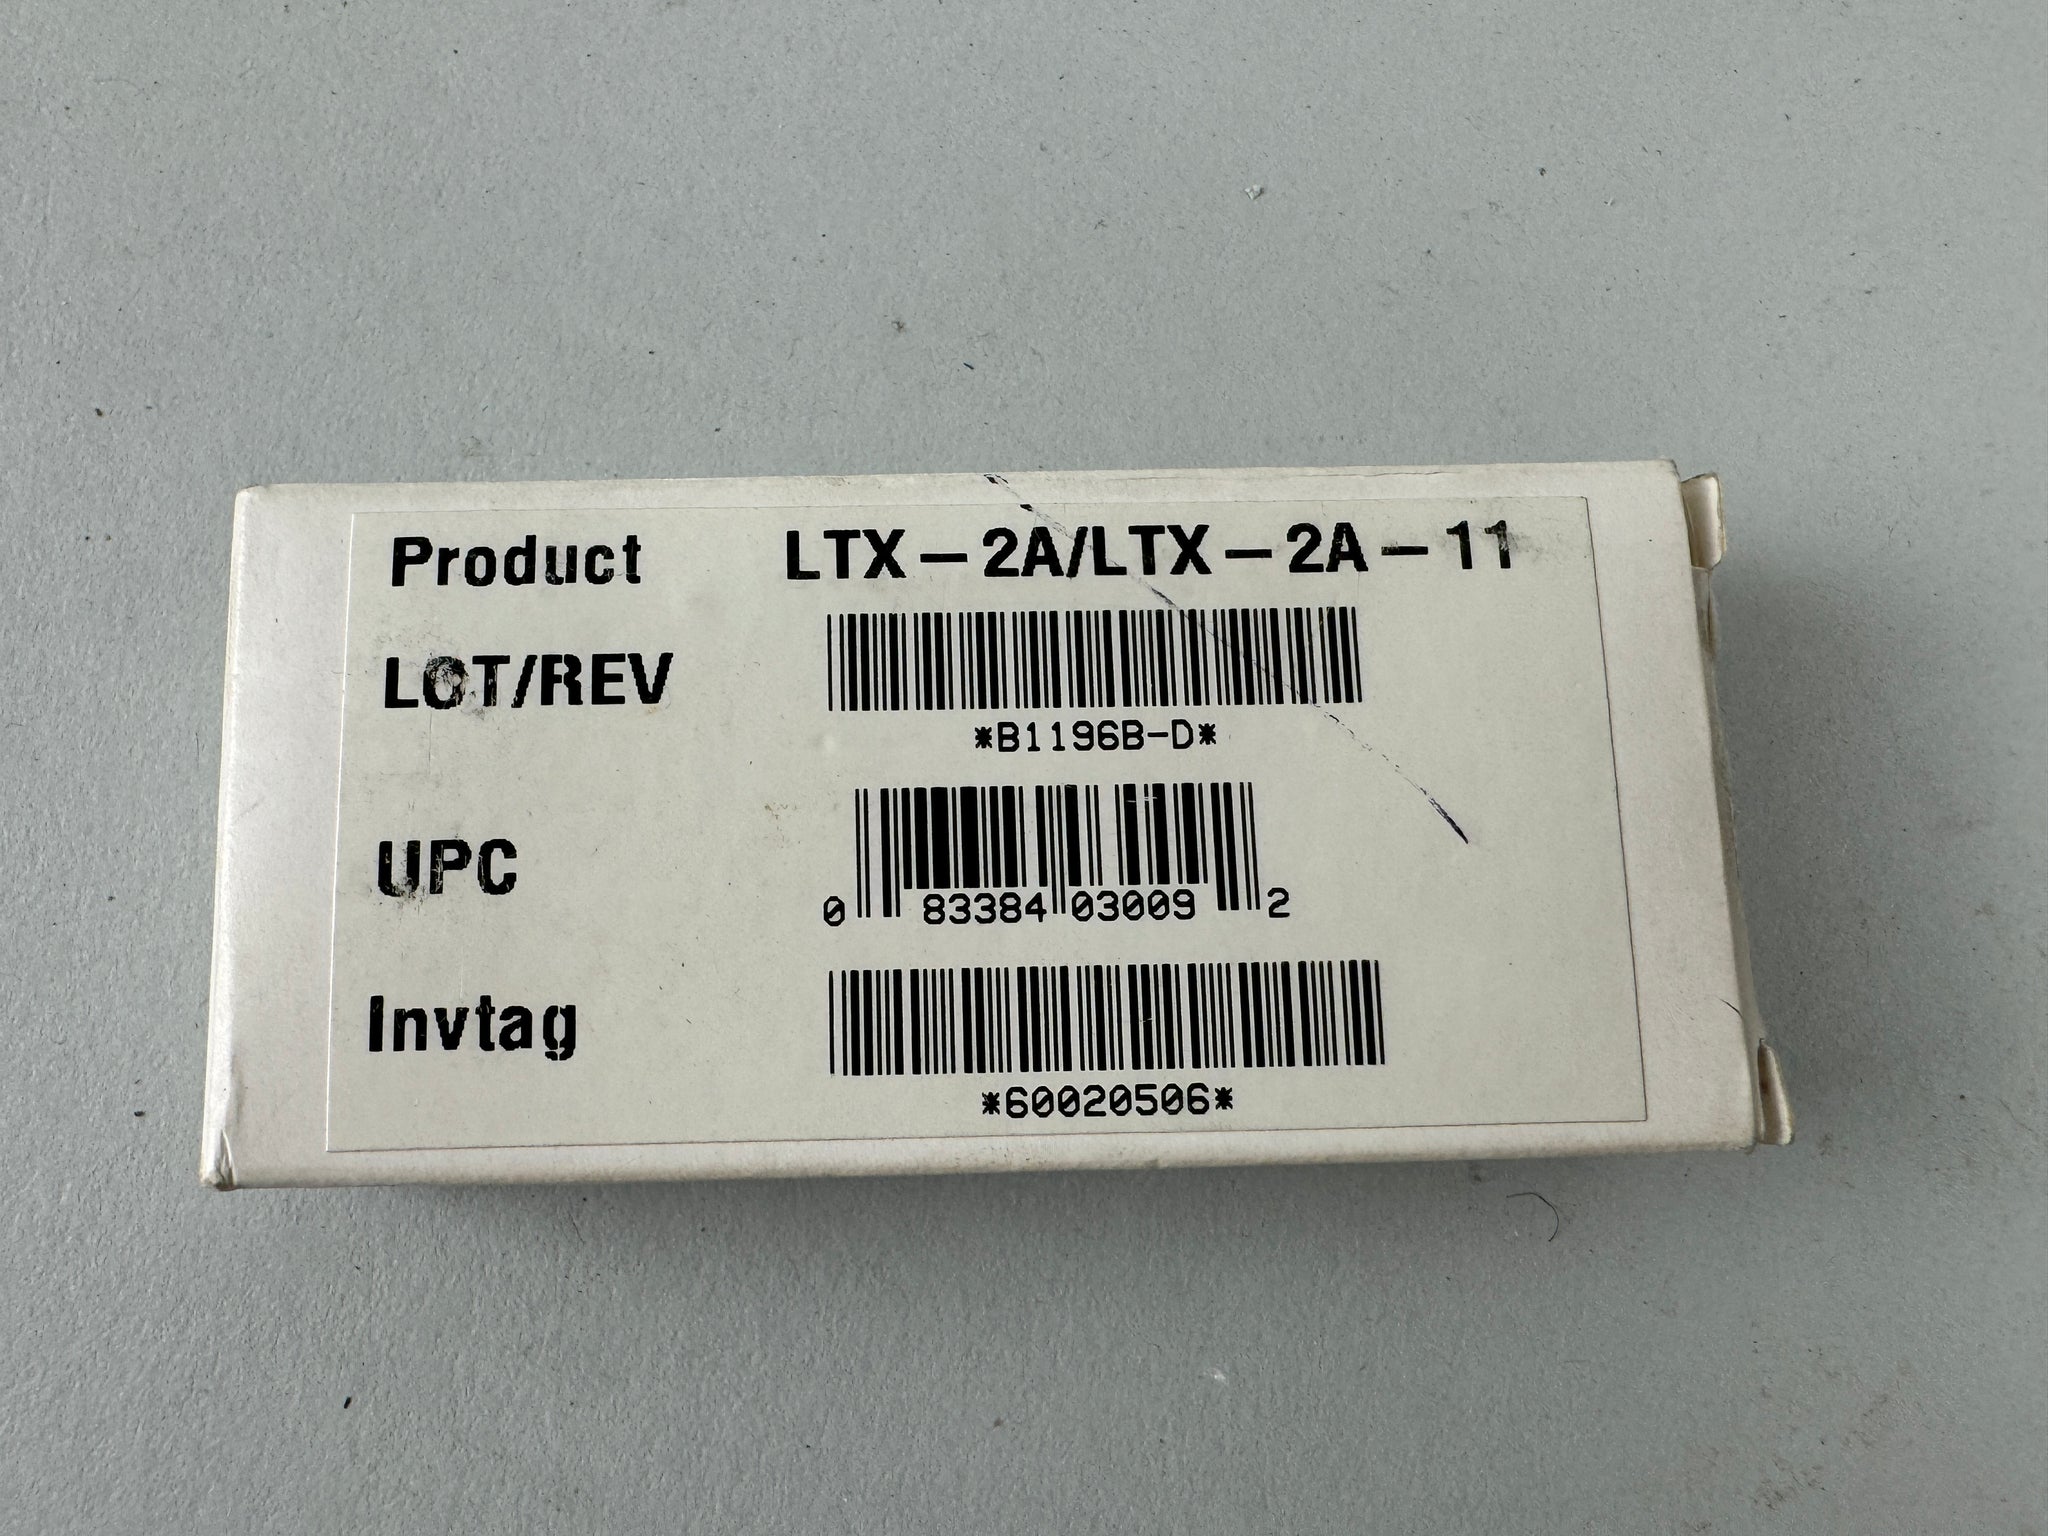 Product LTX-2A/LTX-2A-11
LOT/REV
*B1196B-D*
UPC
0 83384 03009 2
Invtag
*60020506*